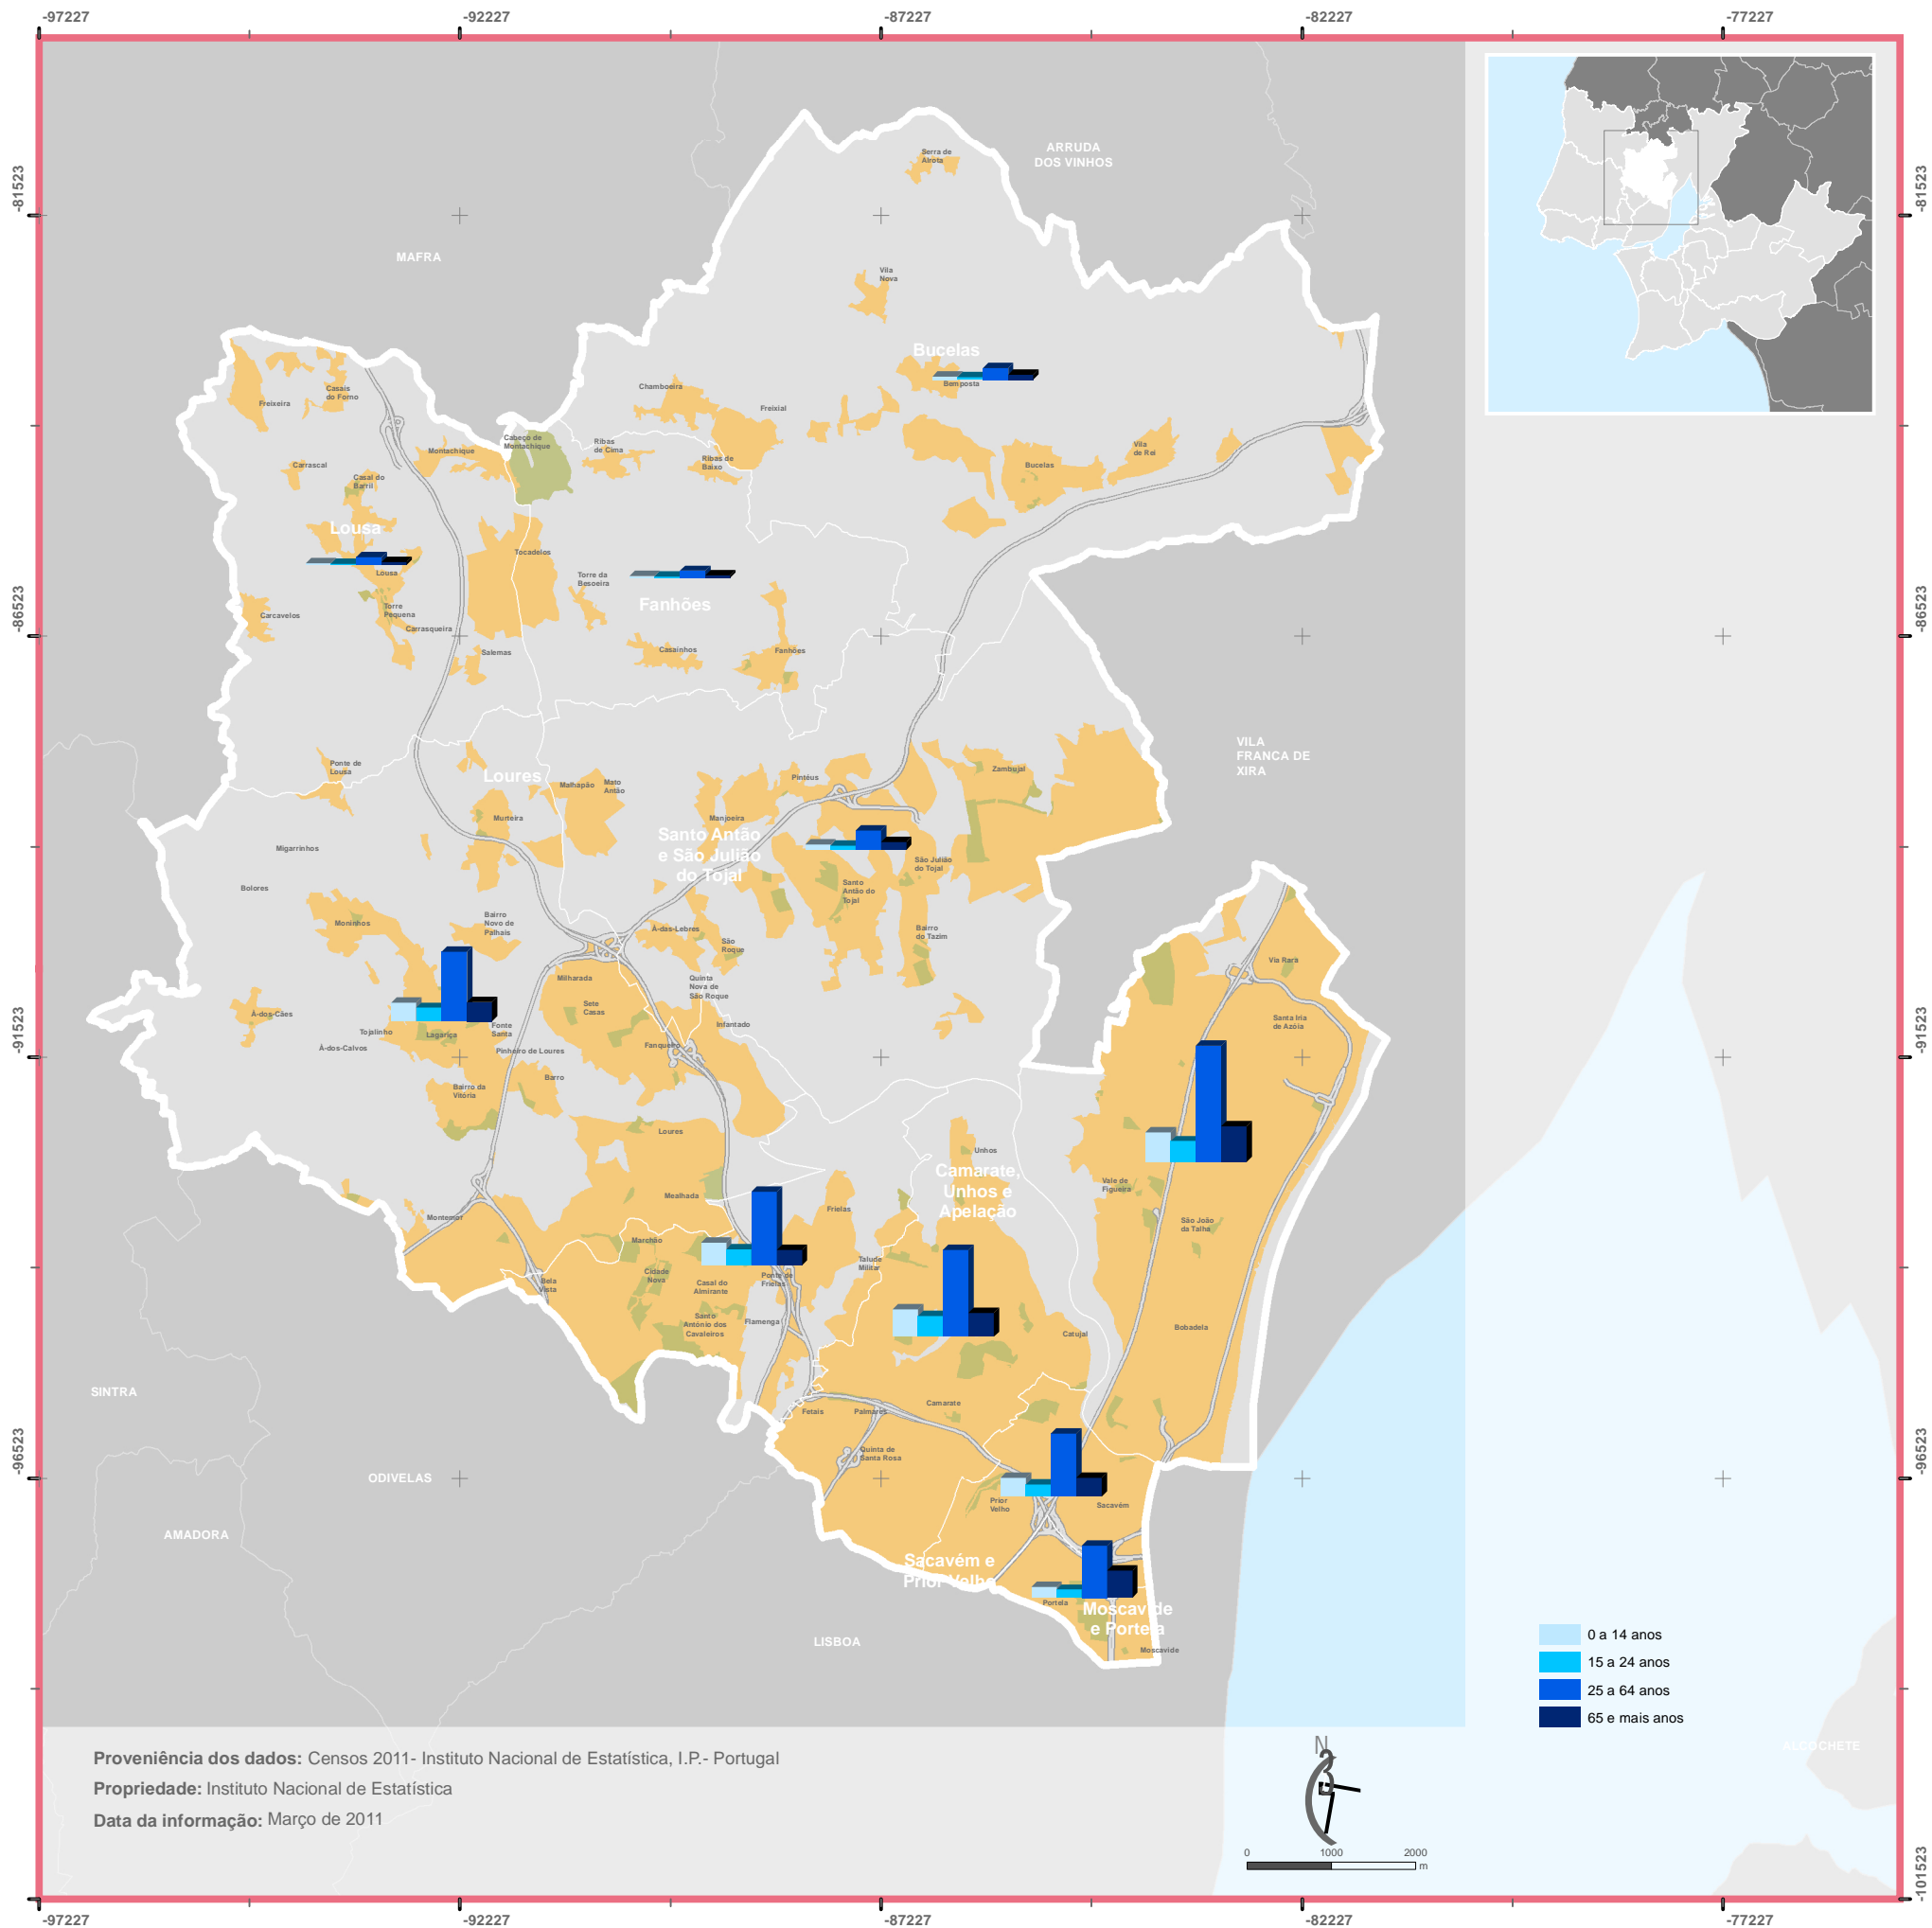 -97227
-92227
-87227
-82227
-77227
-81523
-81523
ARRUDA
DOS VINHOS
Serra de
Alrota
MAFRA
Vila
Nova
Bucelas
Bemposta
Casais
do Forno
Freixeira
Chamboeira
Freixial
Cabeço de
Montachique
Ribas
de Cima
Montachique
Ribas de
Baixo
Vila
de Rei
Bucelas
Carrascal
Casal do
Barril
Lousa
Tocadelos
Lousa
Torre da
Besoeira
Fanhões
Torre
Pequena
Carcavelos
Carrasqueira
-86523
-86523
Salemas
Casainhos
Fanhões
VILA
FRANCA DE
XIRA
Ponte de
Lousa
Loures
Malhapão
Mato
Antão
Pintéus
Zambujal
Murteira
Manjoeira
Santo Antão
e São Julião
do Tojal
Migarrinhos
São Julião
do Tojal
Bolores
Santo
Antão do
Tojal
Moninhos
Bairro
Novo de
Palhais
À-das-Lebres
São
Roque
Bairro
do Tazim
Via Rara
Milharada
Quinta
Nova de
São Roque
Sete
Casas
À-dos-Cães
Santa Iria
de Azóia
Tojalinho
Lagariça
Fonte
Santa
Infantado
À-dos-Calvos
Pinheiro de Loures
Fanqueiro
-91523
-91523
Barro
Bairro da
Vitória
Loures
Unhos
Camarate,
Unhos e
Apelação
Vale de
Figueira
Mealhada
Frielas
Montemor
São João
da Talha
Marchão
Talude
Militar
Cidade
Nova
Casal do
Almirante
Ponte de
Frielas
Bela
Vista
Santo
António dos
Cavaleiros
Flamenga
Catujal
Bobadela
SINTRA
Fetais
Palmares
Camarate
Quinta de
Santa Rosa
-96523
-96523
ODIVELAS
Prior
Velho
Sacavém
AMADORA
Sacavém e
Prior Velho
Portela
Moscavide
e Portela
LISBOA
Moscavide
0 a 14 anos
15 a 24 anos
25 a 64 anos
65 e mais anos
ALCOCHETE
Proveniência dos dados: Censos 2011- Instituto Nacional de Estatística, I.P.- Portugal
Propriedade: Instituto Nacional de Estatística
Data da informação: Março de 2011
N
0 1000 2000
m
-101523
-97227
-92227
-87227
-82227
-77227